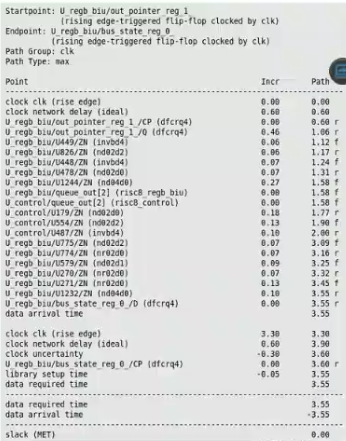 Startpoint: U_regb_biu/out_pointer_reg_1_
(rising edge-triggered flip-flop clocked by clk)
Endpoint: U_regb_biu/bus_state_reg_0_
(rising edge-triggered flip-flop clocked by clk)
Path Group: clk
Path Type: max
Point Incr Path
clock clk (rise edge) 0.00 0.00
clock network delay (ideal) 0.60 0.60
U_regb_biu/out_pointer_reg_1_/CP (dfcrq4) 0.00 0.60 r
U_regb_biu/out_pointer_reg_1_/Q (dfcrq4) 0.46 1.06 r
U_regb_biu/U449/ZN (invbd4) 0.06 1.12 f
U_regb_biu/U826/ZN (nd02d2) 0.06 1.17 r
U_regb_biu/U448/ZN (invbd4) 0.07 1.24 f
U_regb_biu/U478/ZN (nd02d0) 0.07 1.31 r
U_regb_biu/U1244/ZN (nd04d0) 0.27 1.58 f
U_regb_biu/queue_out[2] (risc8_regb_biu) 0.00 1.58 f
U_control/queue_out[2] (risc8_control) 0.00 1.58 f
U_control/U179/ZN (nd02d0) 0.18 1.77 r
U_control/U554/ZN (nd02d2) 0.13 1.90 f
U_control/U487/ZN (invbd4) 0.10 2.00 r
U_regb_biu/U775/ZN (nd02d2) 0.07 3.09 f
U_regb_biu/U774/ZN (nr02d0) 0.07 3.16 r
U_regb_biu/U579/ZN (nd02d1) 0.09 3.25 f
U_regb_biu/U270/ZN (nr02d0) 0.07 3.32 r
U_regb_biu/U271/ZN (nr02d0) 0.13 3.45 f
U_regb_biu/U1232/ZN (nd04d0) 0.10 3.55 r
U_regb_biu/bus_state_reg_0_/D (dfcrq4) 0.00 3.55 r
data arrival time 3.55
clock clk (rise edge) 3.30 3.30
clock network delay (ideal) 0.60 3.90
clock uncertainty -0.30 3.60
U_regb_biu/bus_state_reg_0_/CP (dfcrq4) 0.00 3.60 r
library setup time -0.05 3.55
data required time 3.55
data required time 3.55
data arrival time -3.55
slack (MET) 0.00